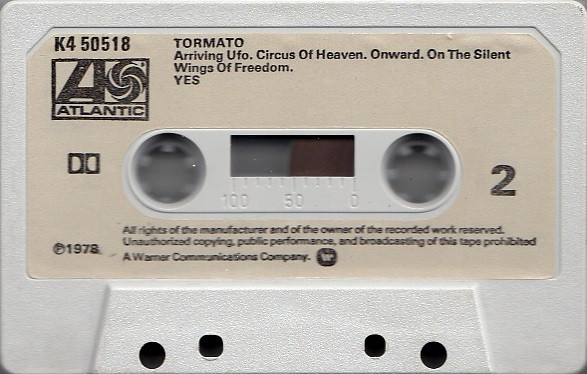 K4 50518
TORMATO
Arriving Ufo. Circus Of Heaven. Onward. On The Silent
Wings Of Freedom.
YES
ATLANTIC
2
100 50 0
All rights of the manufacturer and of the owner of the recorded work reserved.
Unauthorized copying, public performance, and broadcasting of this tape prohibited
℗1978
A Warner Communications Company.